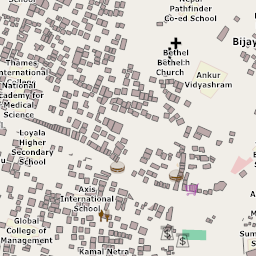 School
Nepal
Pathfinder
Co-ed School
Bethel
Bethel:h
Church
Bijay
Thames
International
College
Ankur
Vidyashram
National
Academy for
Medical
Science
Loyala
Higher
Secondary
School
Axis
International
School
Global
College of
Management
Kamal Netra
Sum